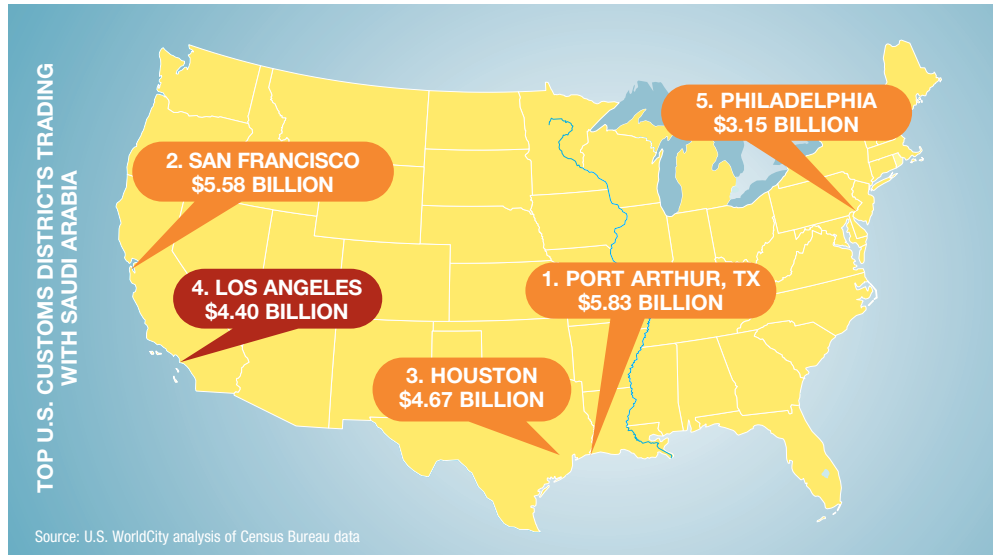 TOP U.S. CUSTOMS DISTRICTS TRADING
WITH SAUDI ARABIA
5. PHILADELPHIA
$3.15 BILLION
2. SAN FRANCISCO
$5.58 BILLION
4. LOS ANGELES
$4.40 BILLION
1. PORT ARTHUR, TX
$5.83 BILLION
3. HOUSTON
$4.67 BILLION
Source: U.S. WorldCity analysis of Census Bureau data